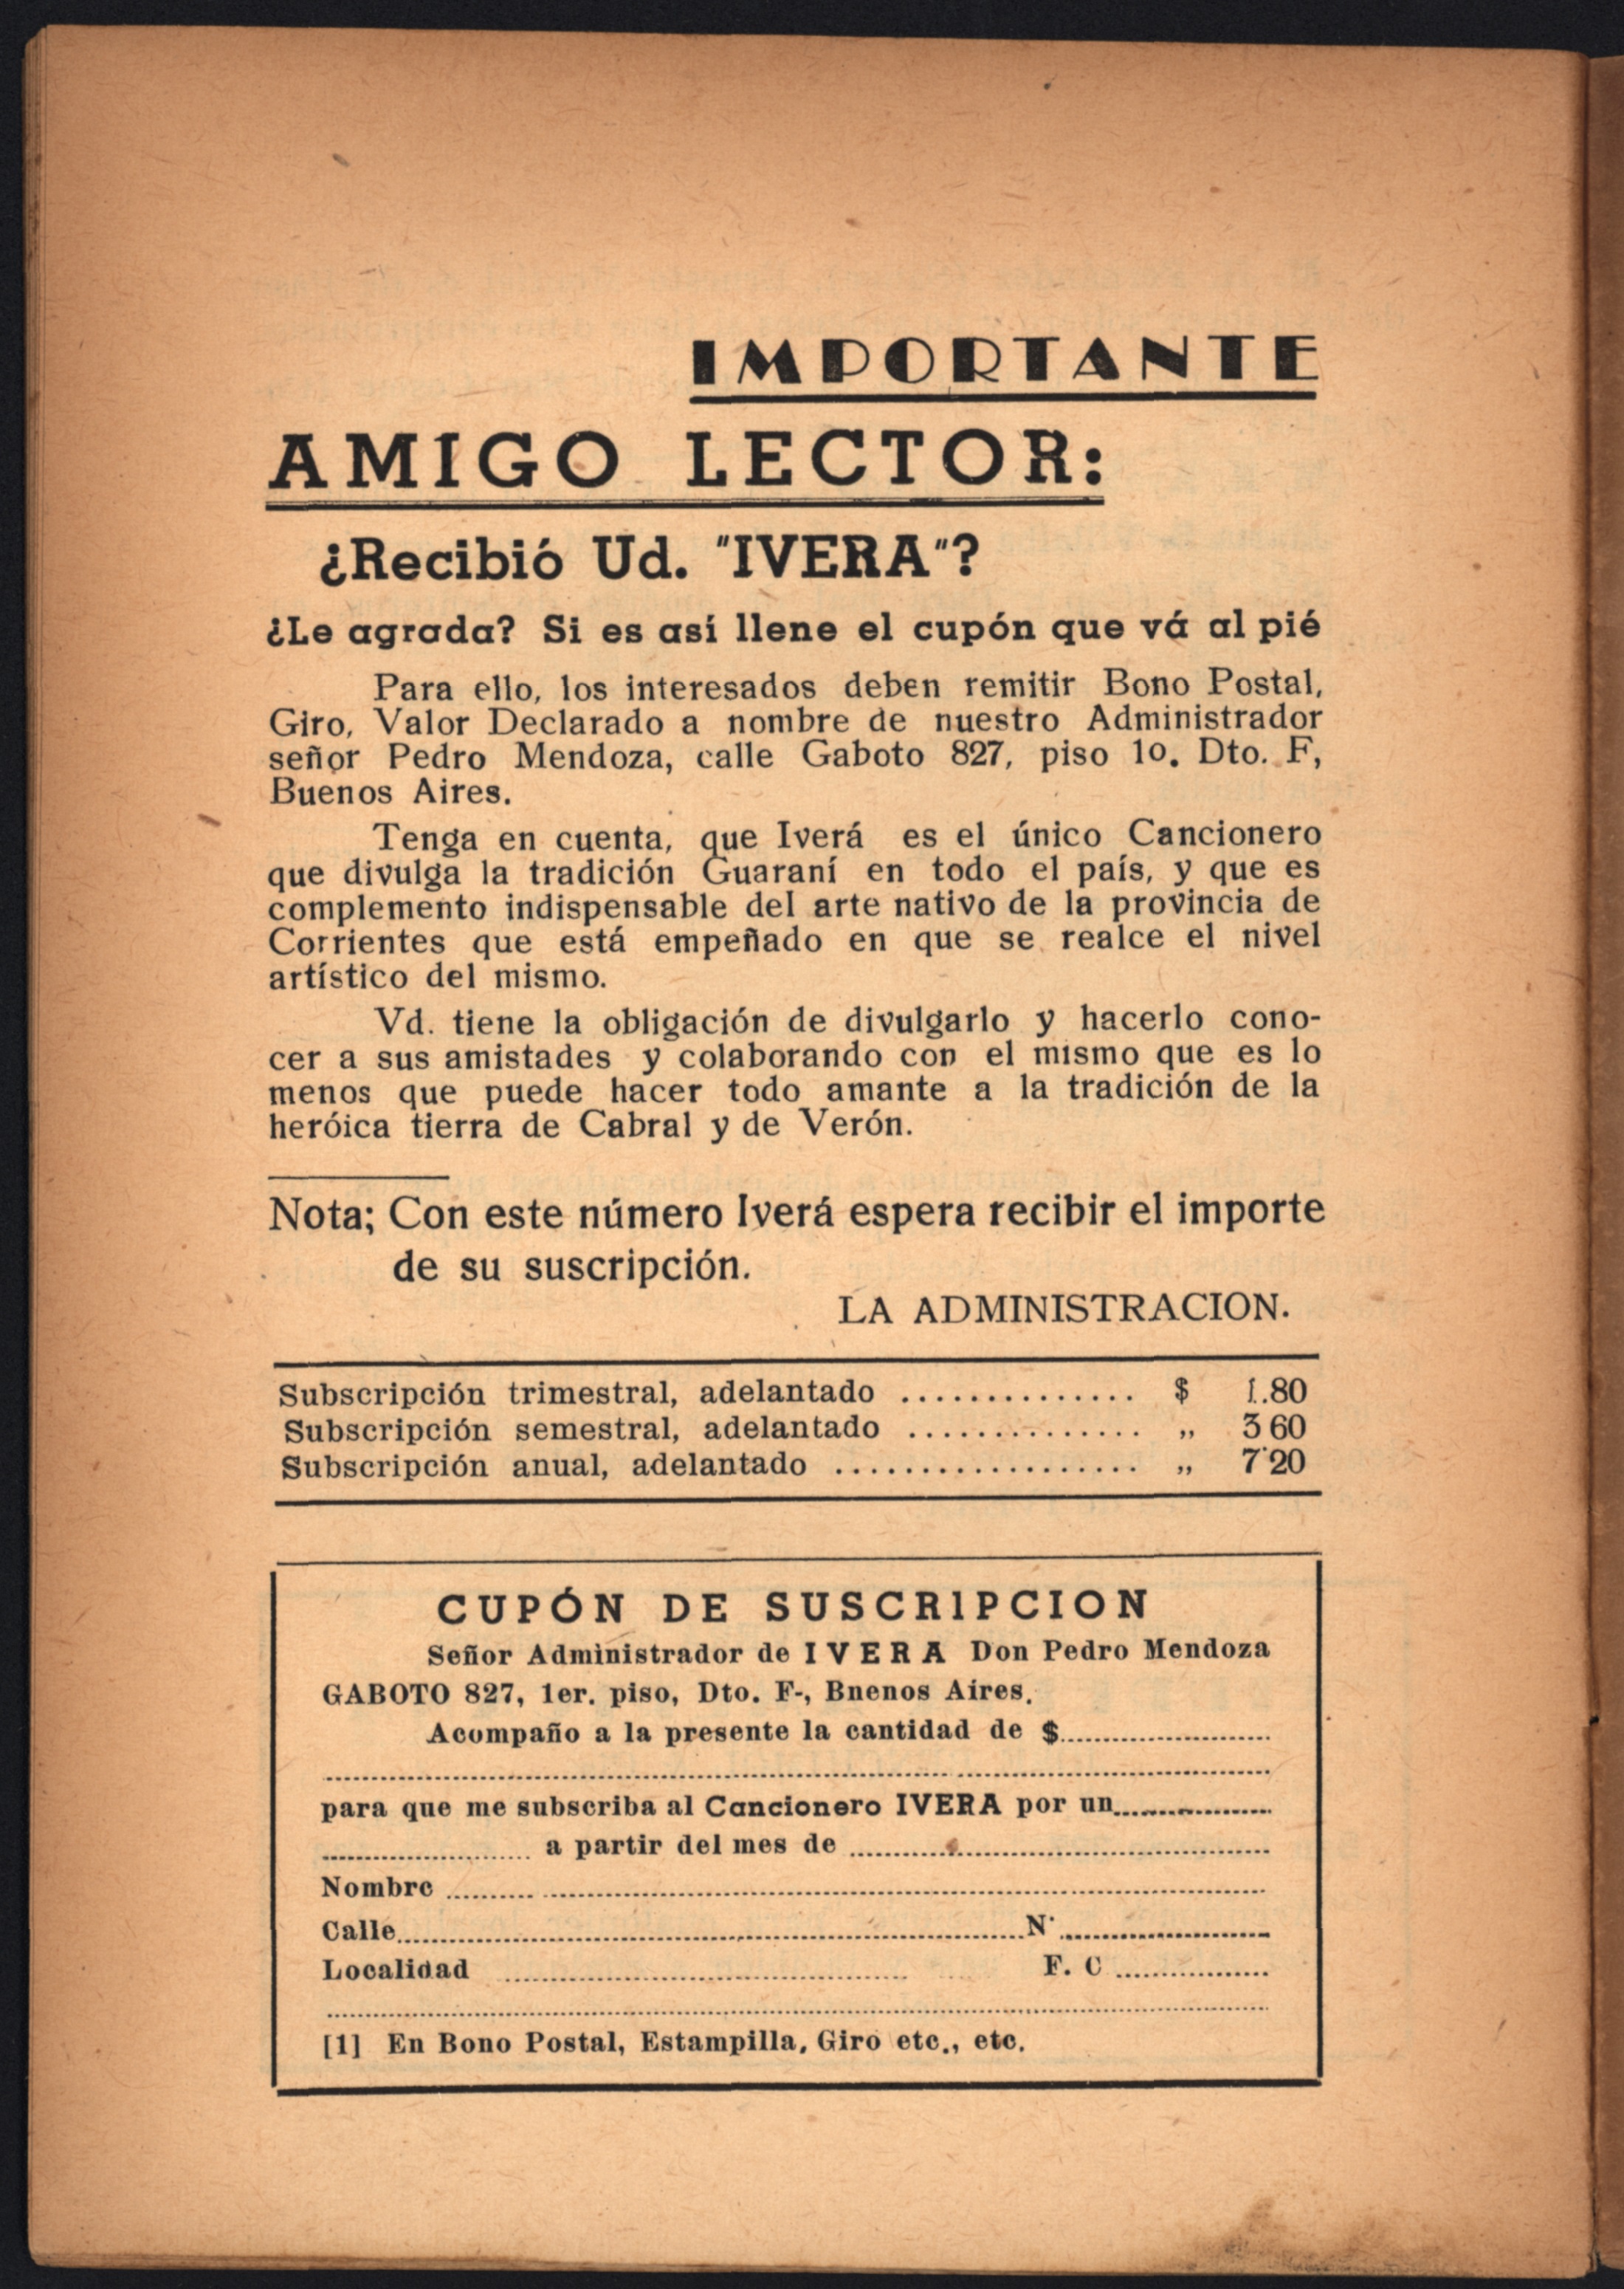 IMPORTANTE
AMIGO LECTOR:
¿Recibió Ud. "IVERA"?
¿Le agrada? Si es así llene el cupón que vá al pié
Para ello, los interesados deben remitir Bono Postal,
Giro, Valor Declarado a nombre de nuestro Administrador
señor Pedro Mendoza, calle Gaboto 827, piso 1o. Dto. F,
Buenos Aires.
Tenga en cuenta, que Iverá es el único Cancionero
que divulga la tradición Guaraní en todo el país, y que es
complemento indispensable del arte nativo de la provincia de
Corrientes que está empeñado en que se realce el nivel
artístico del mismo.
Vd. tiene la obligación de divulgarlo y hacerlo cono-
cer a sus amistades y colaborando con el mismo que es lo
menos que puede hacer todo amante a la tradición de la
heróica tierra de Cabral y de Verón.
Nota; Con este número Iverá espera recibir el importe
de su suscripción.
LA ADMINISTRACION.
Subscripción trimestral, adelantado .............. $ 1.80
Subscripción semestral, adelantado .............. „ 3 60
Subscripción anual, adelantado .................. „ 7˙20
CUPÓN DE SUSCR1PCION
Señor Administrador de IVERA Don Pedro Mendoza
GABOTO 827, 1er. piso, Dto. F-, Bnenos Aires.
Acompaño a la presente la cantidad de $..........................
para que me subscriba al Cancionero IVERA por un....................
.......................... a partir del mes de ..........................
Nombre ..........................
Calle..........................N˙ ..........................
Localidad .......................... F. C ..................
[1] En Bono Postal, Estampilla, Giro etc., etc.